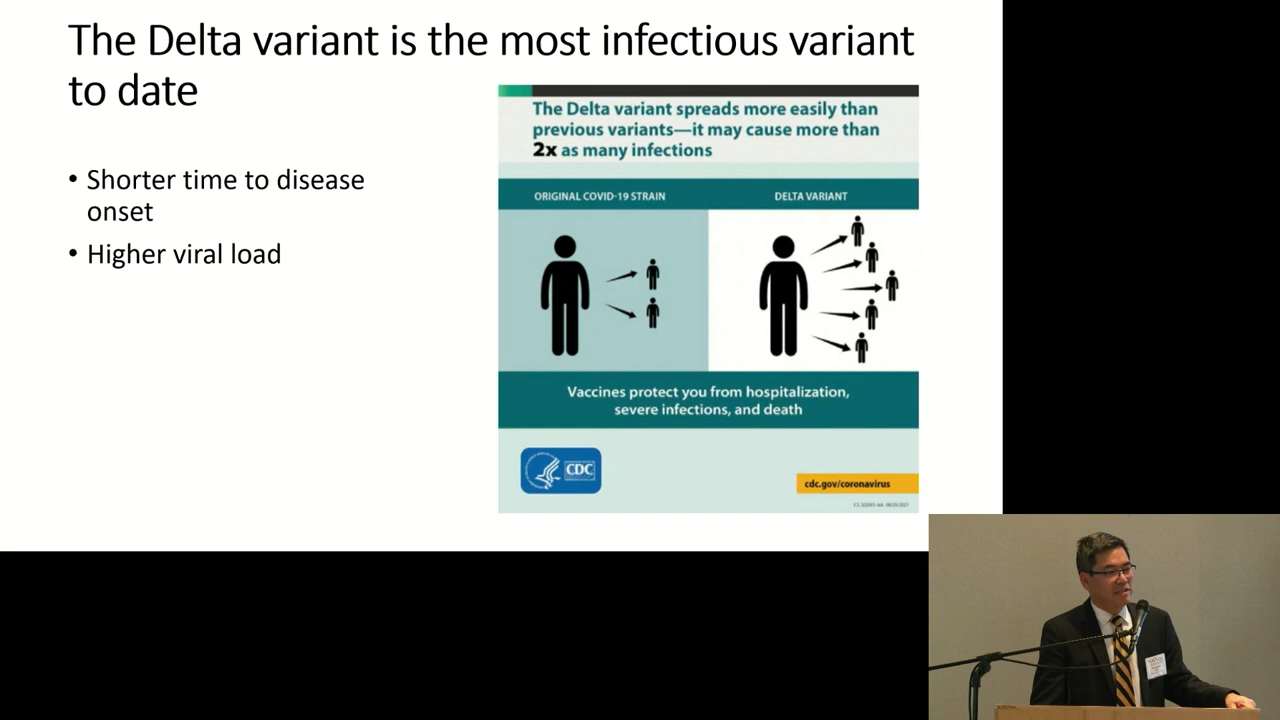 The Delta variant is the most infectious variant
to date
• Shorter time to disease
onset
• Higher viral load
The Delta variant spreads more easily than
previous variants—it may cause more than
2x as many infections
ORIGINAL COVID-19 STRAIN
DELTA VARIANT
Vaccines protect you from hospitalization,
severe infections, and death
CDC
cdc.gov/coronavirus